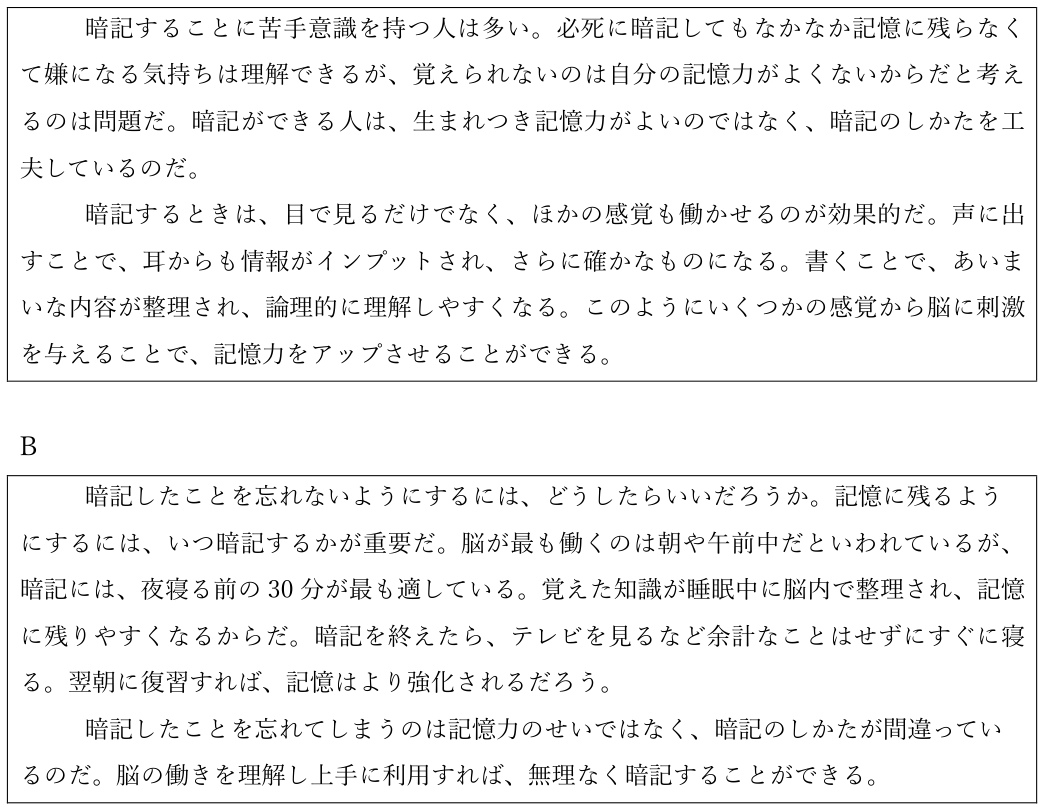 暗記することに苦手意識を持つ人は多い。必死に暗記してもなかなか記憶に残らなく
て嫌になる気持ちは理解できるが、覚えられないのは自分の記憶力がよくないからだと考え
るのは問題だ。暗記ができる人は、生まれつき記憶力がよいのではなく、暗記のしかたを工
夫しているのだ。
暗記するときは、目で見るだけでなく、ほかの感覚も働かせるのが効果的だ。声に出
すことで、耳からも情報がインプットされ、さらに確かなものになる。書くことで、あいま
いな内容が整理され、論理的に理解しやすくなる。このようにいくつかの感覚から脳に刺激
を与えることで、記憶力をアップさせることができる。
B
暗記したことを忘れないようにするには、どうしたらいいだろうか。記憶に残るよう
にするには、いつ暗記するかが重要だ。脳が最も働くのは朝や午前中だといわれているが、
暗記には、夜寝る前の 30 分が最も適している。覚えた知識が睡眠中に脳内で整理され、記憶
に残りやすくなるからだ。暗記を終えたら、テレビを見るなど余計なことはせずにすぐに寝
る。翌朝に復習すれば、記憶はより強化されるだろう。
暗記したことを忘れてしまうのは記憶力のせいではなく、暗記のしかたが間違ってい
るのだ。脳の働きを理解し上手に利用すれば、無理なく暗記することができる。